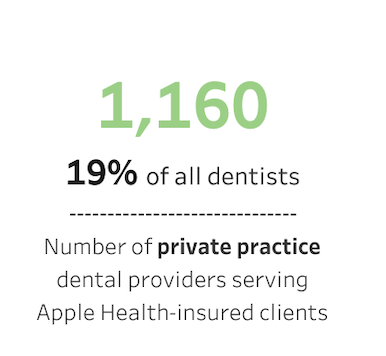 1,160
19% of all dentists
------------------------------
Number of private practice
dental providers serving
Apple Health-insured clients